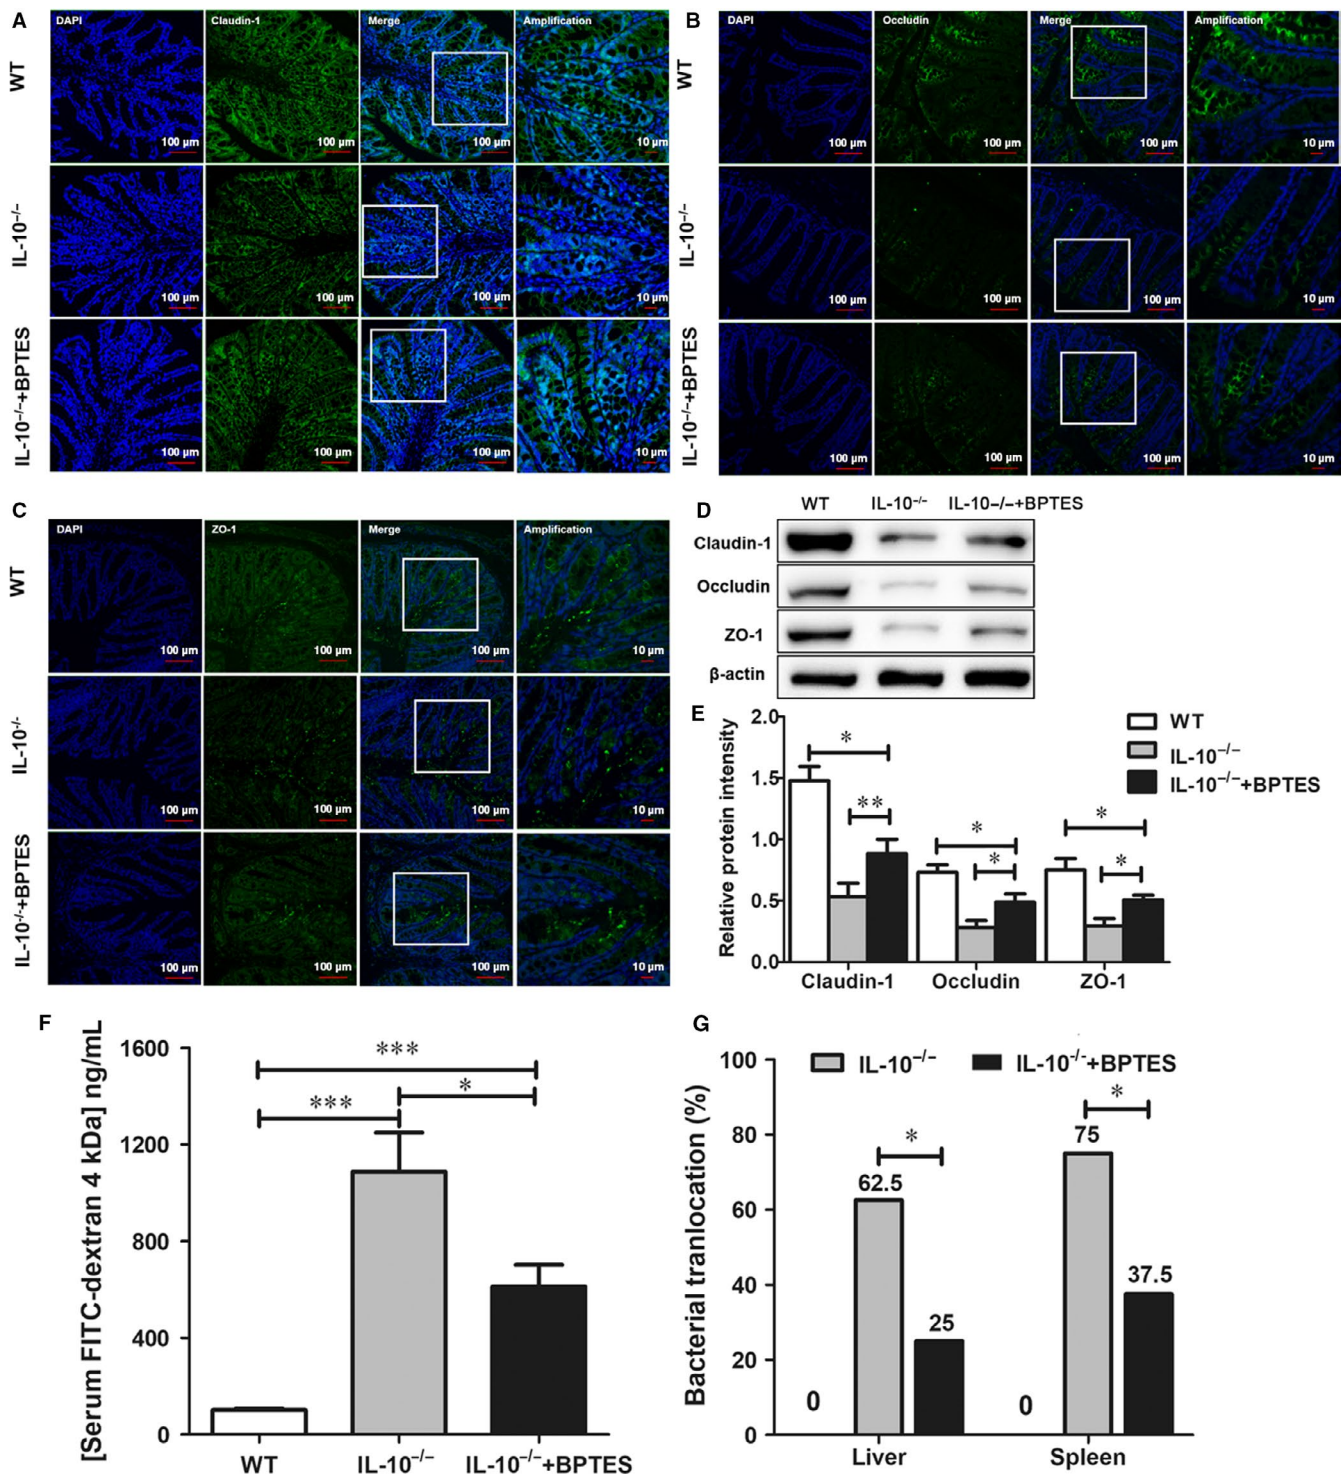 A
DAPI Claudin-1 Merge Amplification
WT
100 µm 100 µm 100 µm 10 µm
IL-10⁻/⁻
100 µm 100 µm 100 µm 10 µm
IL-10⁻/⁻+BPTES
100 µm 100 µm 100 µm 10 µm
B
DAPI Occludin Merge Amplification
WT
100 µm 100 µm 100 µm 10 µm
IL-10⁻/⁻
100 µm 100 µm 100 µm 10 µm
IL-10⁻/⁻+BPTES
100 µm 100 µm 100 µm 10 µm
C
DAPI ZO-1 Merge Amplification
WT
100 µm 100 µm 100 µm 10 µm
IL-10⁻/⁻
100 µm 100 µm 100 µm 10 µm
IL-10⁻/⁻+BPTES
100 µm 100 µm 100 µm 10 µm
D
WT IL-10⁻/⁻ IL-10−/−+BPTES
Claudin-1
Occludin
ZO-1
β-actin
E
Relative protein intensity
2.0
1.5
1.0
0.5
0.0
WT
IL-10⁻/⁻
IL-10⁻/⁻+BPTES
* ** * * * *
Claudin-1 Occludin ZO-1
F
[Serum FITC-dextran 4 kDa] ng/mL
1600
1200
800
400
0
***
*
***
WT IL-10⁻/⁻ IL-10⁻/⁻+BPTES
G
Bacterial tranlocation (%)
100
80
60
40
20
0
IL-10⁻/⁻ IL-10⁻/⁻+BPTES
*
*
0 62.5 25
0 75 37.5
Liver Spleen